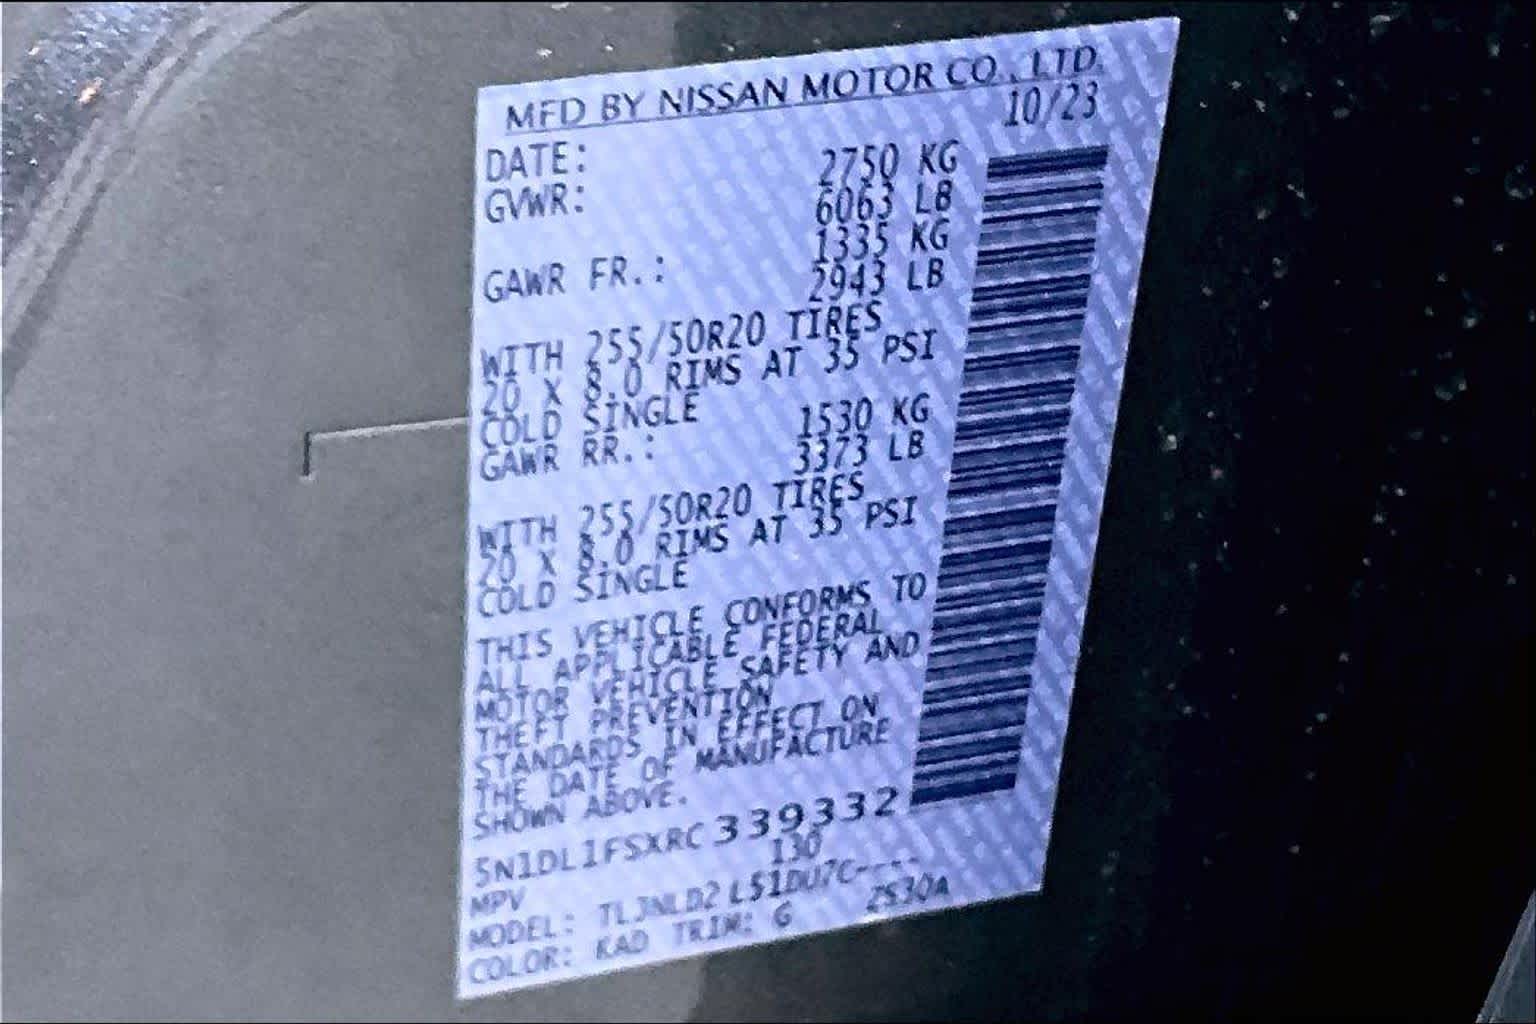 MFD BY NISSAN MOTOR CO., LTD.
DATE: 10/23
GVWR: 2750 KG
6063 LB
GAWR FR.: 1335 KG
2943 LB
WITH 255/50R20 TIRES
20 X 8.0 RIMS AT 35 PSI
COLD SINGLE
GAWR RR.: 1530 KG
3373 LB
WITH 255/50R20 TIRES
20 X 8.0 RIMS AT 35 PSI
COLD SINGLE
THIS VEHICLE CONFORMS TO
ALL APPLICABLE FEDERAL
MOTOR VEHICLE SAFETY AND
THEFT PREVENTION
STANDARDS IN EFFECT ON
THE DATE OF MANUFACTURE
SHOWN ABOVE.
5N1DL1FSXRC339332
MPV 130
MODEL: TLJNLD2 L51DU7C----
COLOR: KAD TRIM: G ZS30A